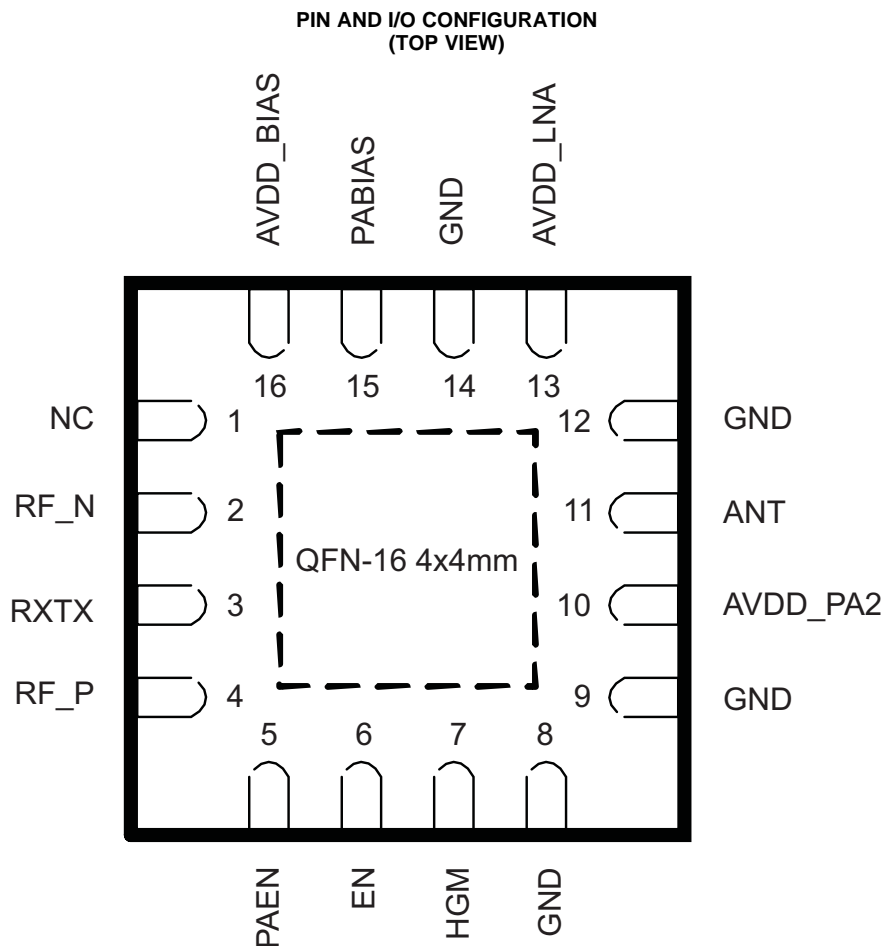 PIN AND I/O CONFIGURATION
(TOP VIEW)
AVDD_BIAS
PABIAS
GND
AVDD_LNA
16
15
14
13
NC
1
12
GND
RF_N
2
11
ANT
QFN-16 4x4mm
RXTX
3
10
AVDD_PA2
RF_P
4
9
GND
5
6
7
8
PAEN
EN
HGM
GND